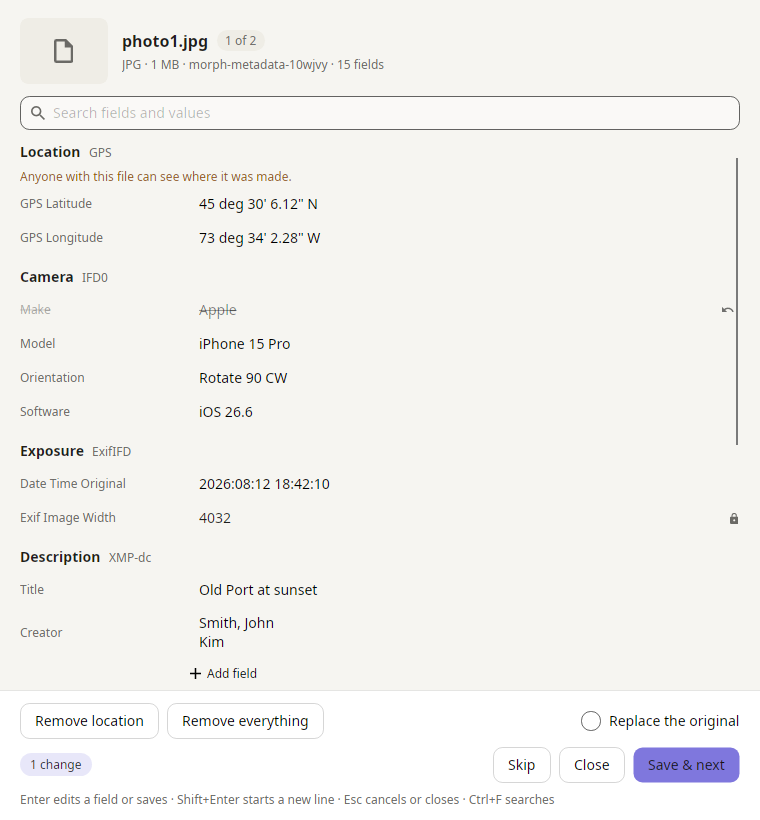 photo1.jpg 1 of 2
JPG · 1 MB · morph-metadata-10wjvy · 15 fields
Search fields and values
Location GPS
Anyone with this file can see where it was made.
GPS Latitude 45 deg 30' 6.12" N
GPS Longitude 73 deg 34' 2.28" W
Camera IFD0
Make Apple
Model iPhone 15 Pro
Orientation Rotate 90 CW
Software iOS 26.6
Exposure ExifIFD
Date Time Original 2026:08:12 18:42:10
Exif Image Width 4032
Description XMP-dc
Title Old Port at sunset
Creator Smith, John
Kim
Add field
Remove location Remove everything Replace the original
1 change Skip Close Save & next
Enter edits a field or saves · Shift+Enter starts a new line · Esc cancels or closes · Ctrl+F searches